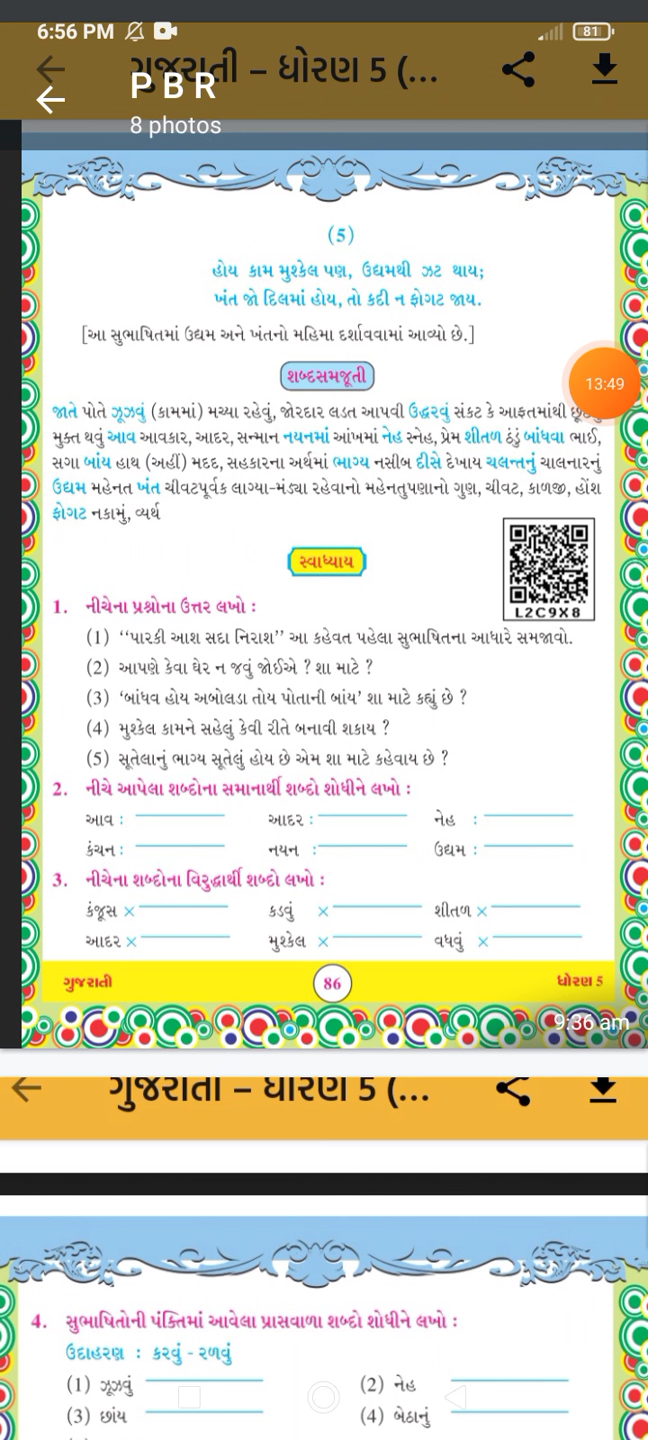 6:56 PM
81
ગુજરાતી – ધોરણ 5 (...
P B R
8 photos
(5)
હોય કામ મુશ્કેલ પણ, ઉદ્યમથી ઝટ થાય;
ખંત જો દિલમાં હોય, તો કદી ન ફોગટ જાય.
[આ સુભાષિતમાં ઉદ્યમ અને ખંતનો મહિમા દર્શાવવામાં આવ્યો છે.]
શબ્દસમજૂતી
13:49
જાતે પોતે ઝૂઝવું (કામમાં) મચ્યા રહેવું, જોરદાર લડત આપવી ઉદ્ધરવું સંકટ કે આફતમાંથી
મુક્ત થવું આવ આવકાર, આદર, સન્માન નયનમાં આંખમાં નેહ સ્નેહ, પ્રેમ શીતળ ઠંડું બાંધવા ભાઈ,
સગા બાંય હાથ (અહીં) મદદ, સહકારના અર્થમાં ભાગ્ય નસીબ દીસે દેખાય ચલન્તનું ચાલનારનું
ઉદ્યમ મહેનત ખંત ચીવટપૂર્વક લાગ્યા-મંડ્યા રહેવાનો મહેનતુપણાનો ગુણ, ચીવટ, કાળજી, હોંશ
ફોગટ નકામું, વ્યર્થ
સ્વાધ્યાય
L2C9X8
1. નીચેના પ્રશ્નોના ઉત્તર લખો :
(1) “પારકી આશ સદા નિરાશ” આ કહેવત પહેલા સુભાષિતના આધારે સમજાવો.
(2) આપણે કેવા ઘેર ન જવું જોઈએ ? શા માટે ?
(3) ‘બાંધવ હોય અબોલડા તોય પોતાની બાંય’ શા માટે કહ્યું છે ?
(4) મુશ્કેલ કામને સહેલું કેવી રીતે બનાવી શકાય ?
(5) સૂતેલાનું ભાગ્ય સૂતેલું હોય છે એમ શા માટે કહેવાય છે ?
2. નીચે આપેલા શબ્દોના સમાનાર્થી શબ્દો શોધીને લખો :
આવ : આદર : નેહ :
કંચન : નયન : ઉદ્યમ :
3. નીચેના શબ્દોના વિરુદ્ધાર્થી શબ્દો લખો :
કંજૂસ × કડવું × શીતળ ×
આદર × મુશ્કેલ × વધવું ×
ગુજરાતી 86 ધોરણ 5
9:36 am
ગુજરાતી – ધોરણ 5 (...
4. સુભાષિતોની પંક્તિમાં આવેલા પ્રાસવાળા શબ્દો શોધીને લખો :
ઉદાહરણ : કરવું - રળવું
(1) ઝૂઝવું (2) નેહ
(3) છાંય (4) બેઠાનું